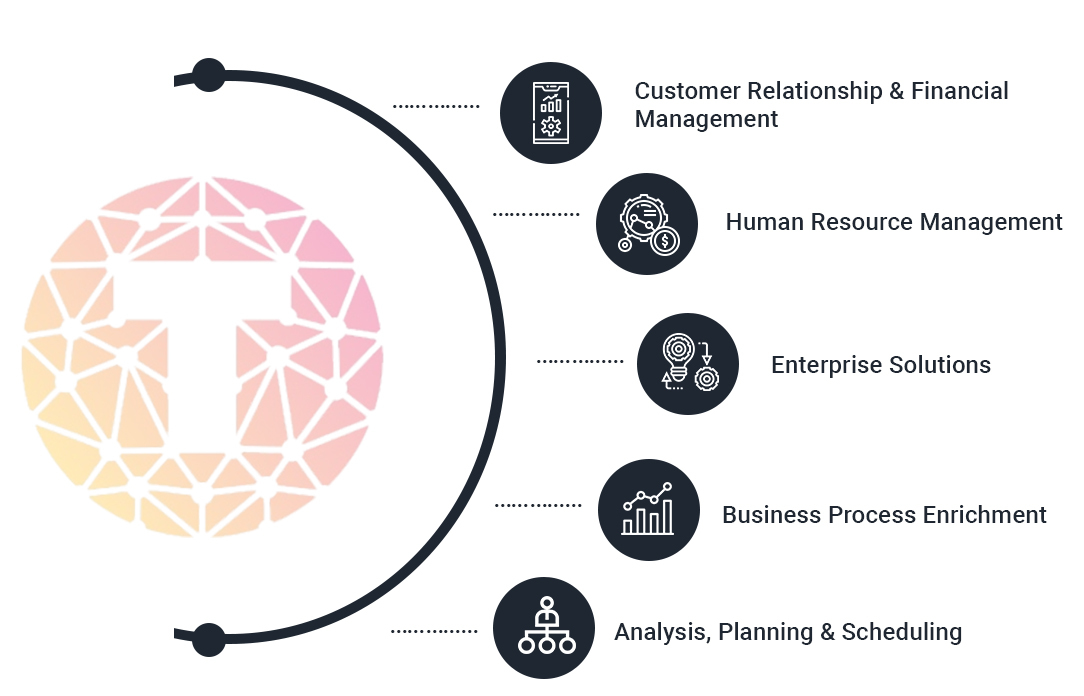 Customer Relationship & Financial
Management
Human Resource Management
Enterprise Solutions
Business Process Enrichment
Analysis, Planning & Scheduling